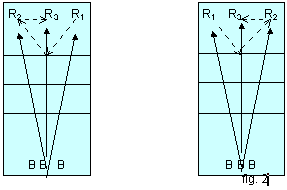 R2 R3 R1
R1 R3 R2
B B B
B B B
fig. 2